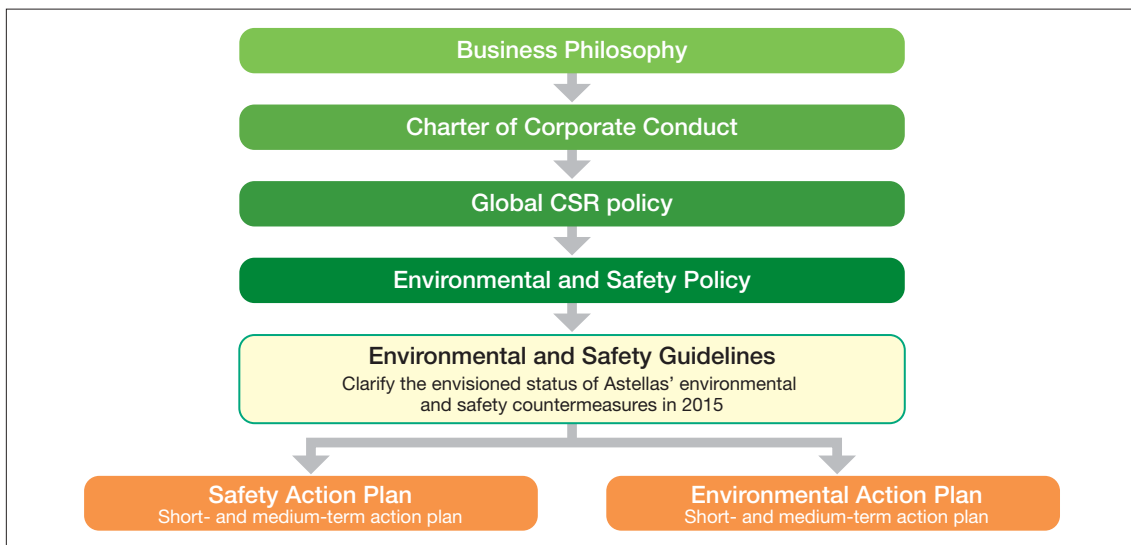 Business Philosophy
Charter of Corporate Conduct
Global CSR policy
Environmental and Safety Policy
Environmental and Safety Guidelines
Clarify the envisioned status of Astellas’ environmental
and safety countermeasures in 2015
Safety Action Plan
Short- and medium-term action plan
Environmental Action Plan
Short- and medium-term action plan